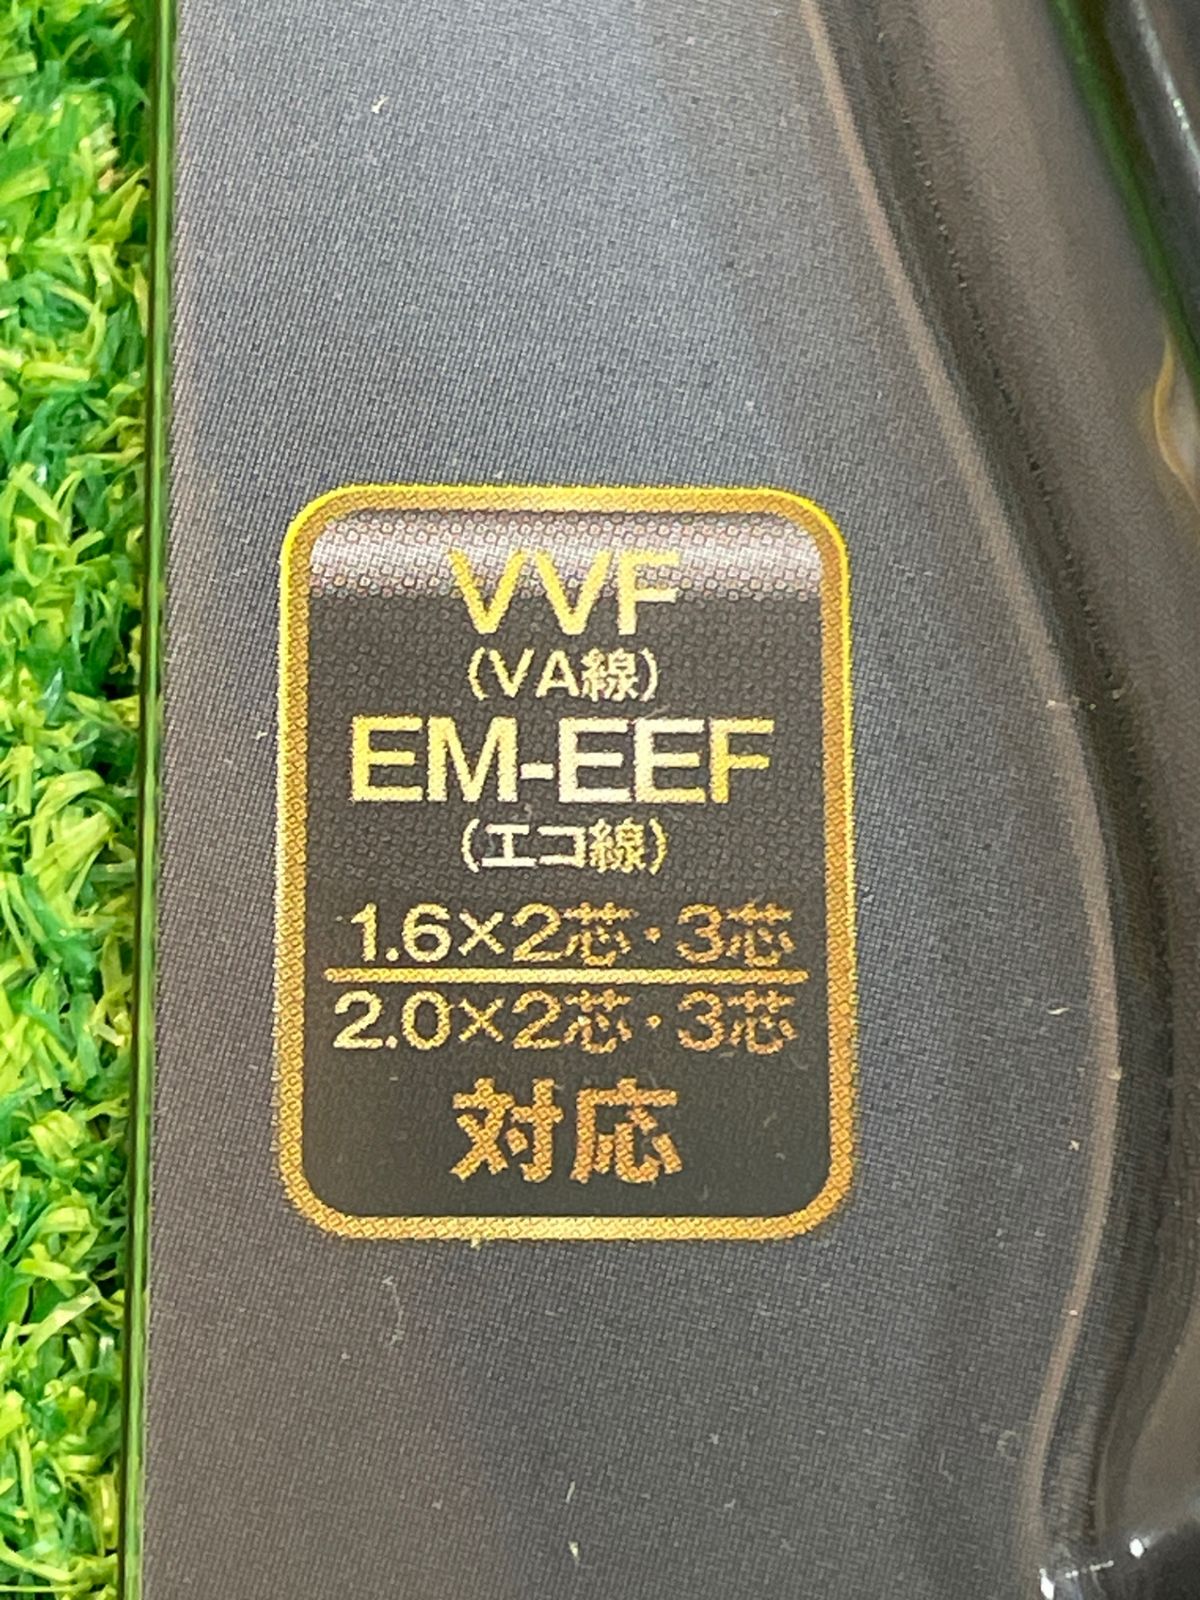 VVF
(VA線)
EM-EEF
(エコ線)
1.6×2芯・3芯
2.0×2芯・3芯
対応